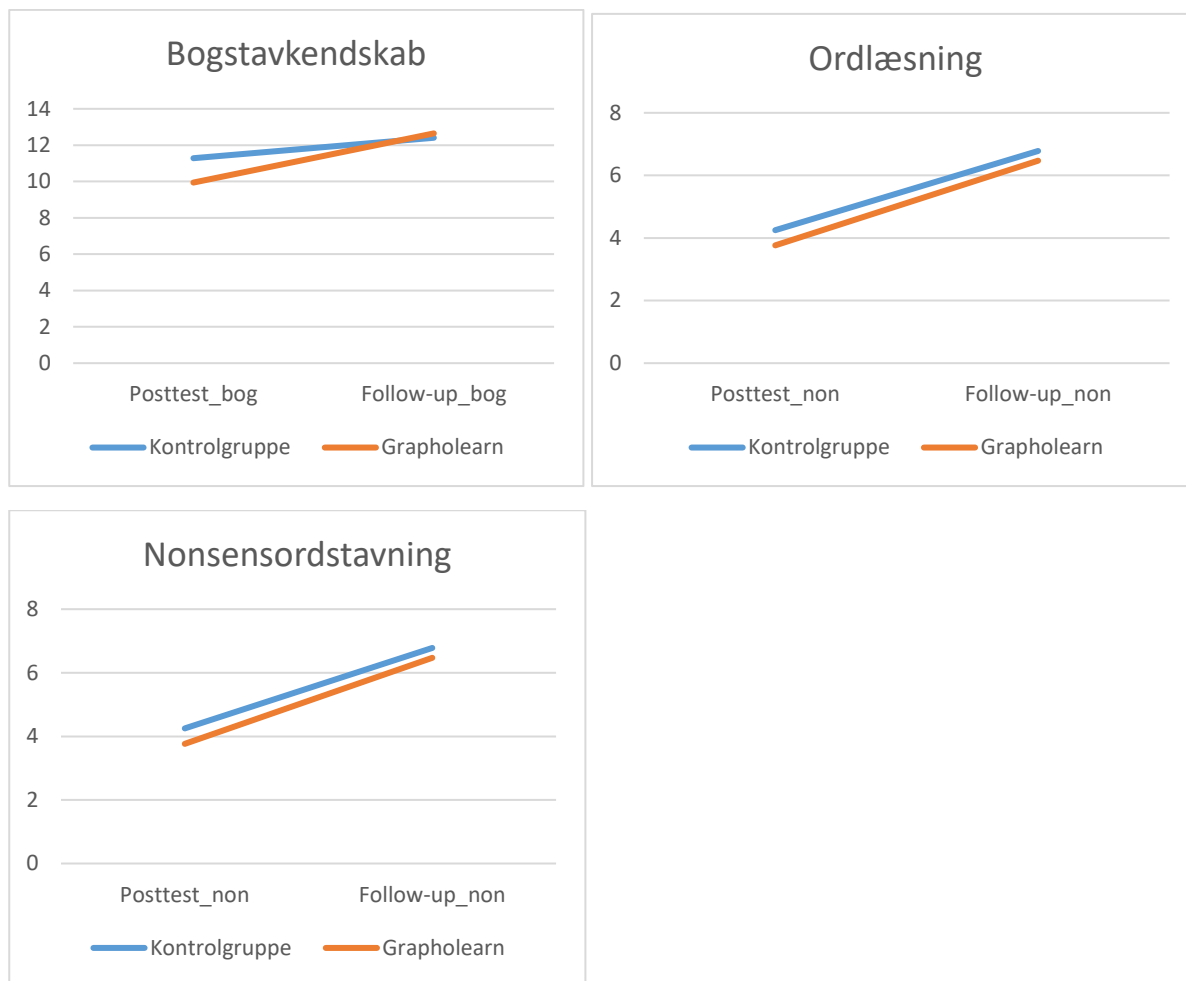 Bogstavkendskab
14
12
10
8
6
4
2
0
Posttest_bog Follow-up_bog
Kontrolgruppe Grapholearn
Ordlæsning
8
6
4
2
0
Posttest_non Follow-up_non
Kontrolgruppe Grapholearn
Nonsensordstavning
8
6
4
2
0
Posttest_non Follow-up_non
Kontrolgruppe Grapholearn